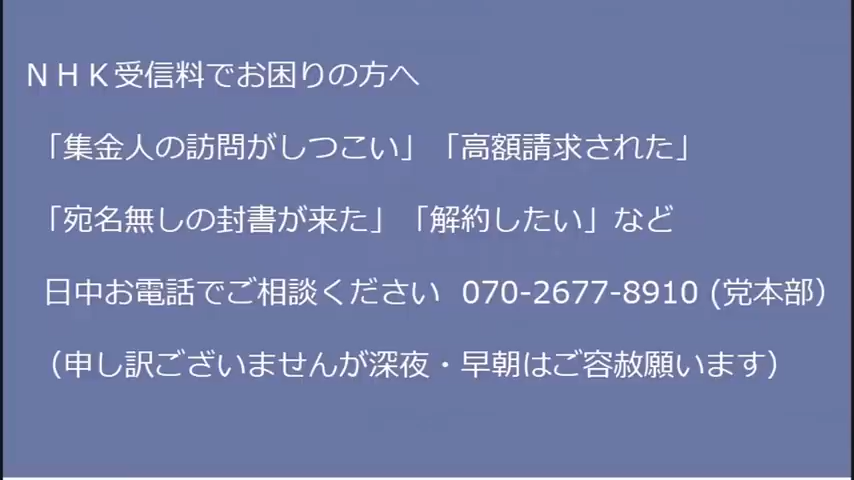 ＮＨＫ受信料でお困りの方へ
「集金人の訪問がしつこい」「高額請求された」
「宛名無しの封書が来た」「解約したい」など
日中お電話でご相談ください 070-2677-8910 (党本部）
（申し訳ございませんが深夜・早朝はご容赦願います）